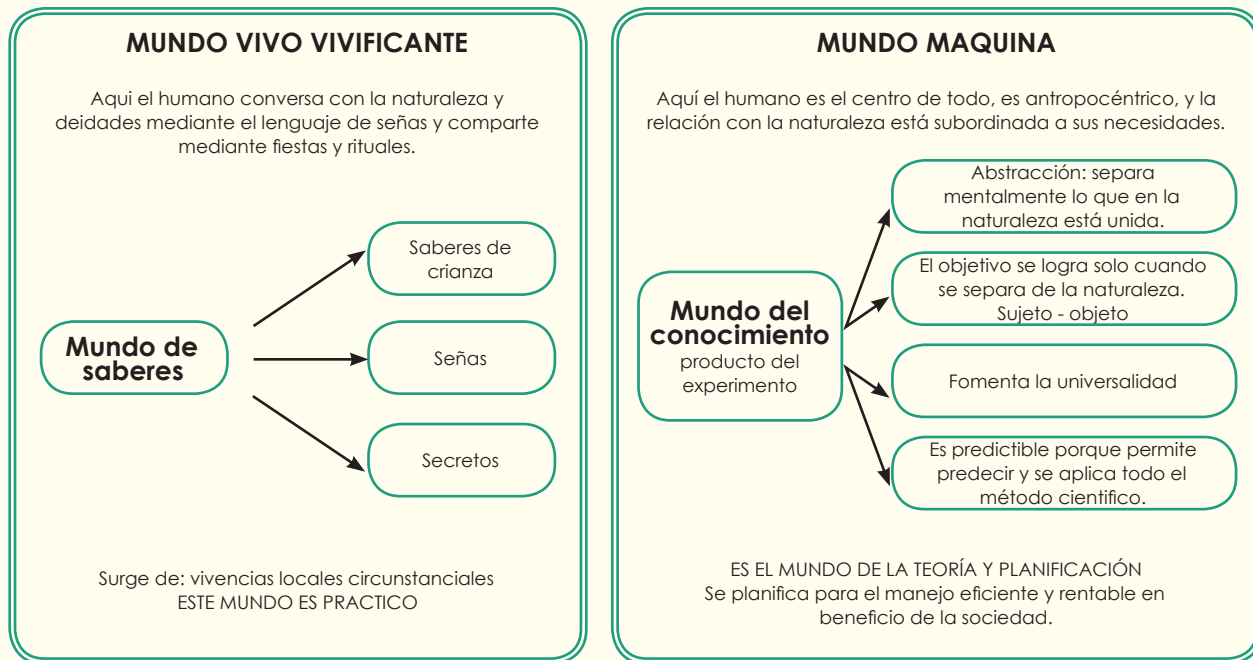 MUNDO VIVO VIVIFICANTE
Aqui el humano conversa con la naturaleza y
deidades mediante el lenguaje de señas y comparte
mediante fiestas y rituales.
Mundo de
saberes
Saberes de
crianza
Señas
Secretos
Surge de: vivencias locales circunstanciales
ESTE MUNDO ES PRACTICO
MUNDO MAQUINA
Aquí el humano es el centro de todo, es antropocéntrico, y la
relación con la naturaleza está subordinada a sus necesidades.
Mundo del
conocimiento
producto del
experimento
Abstracción: separa
mentalmente lo que en la
naturaleza está unida.
El objetivo se logra solo cuando
se separa de la naturaleza.
Sujeto - objeto
Fomenta la universalidad
Es predictible porque permite
predecir y se aplica todo el
método cientifico.
ES EL MUNDO DE LA TEORÍA Y PLANIFICACIÓN
Se planifica para el manejo eficiente y rentable en
beneficio de la sociedad.